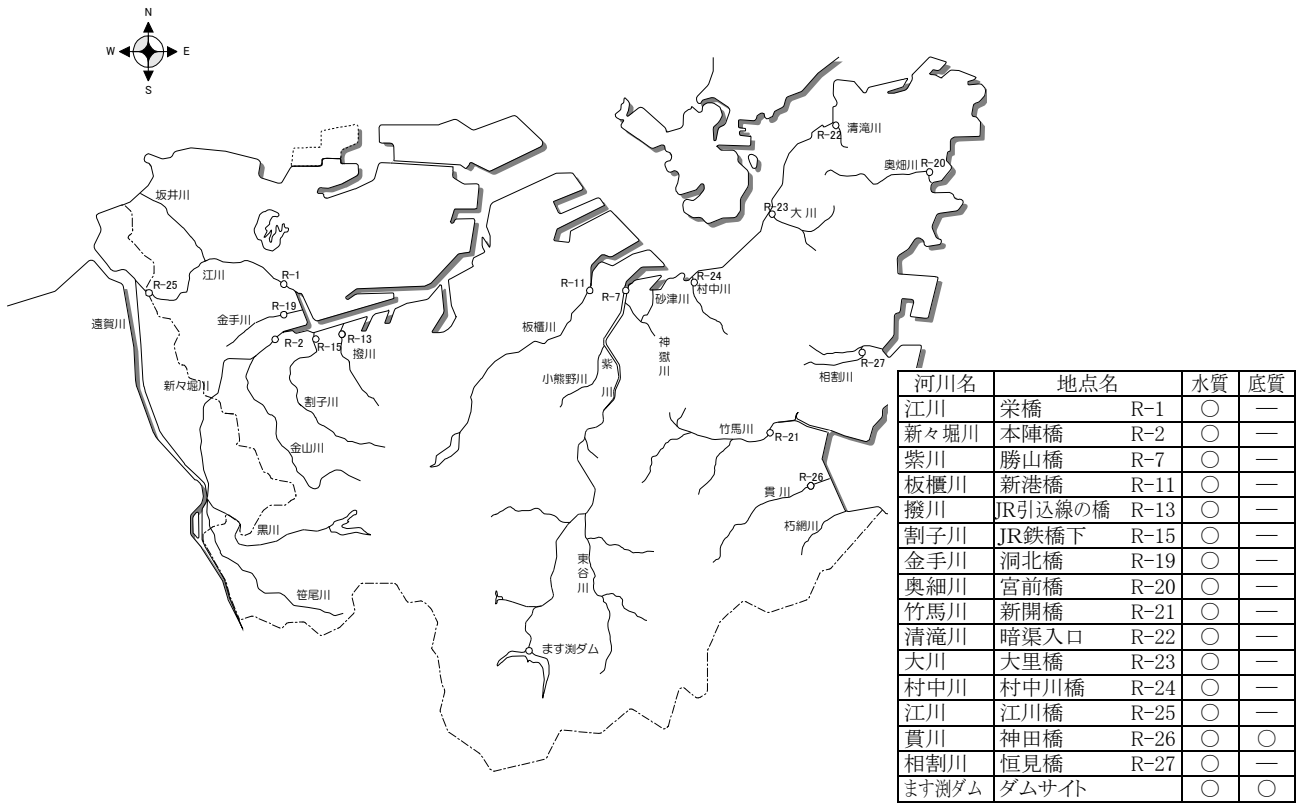 N
W E
S
清滝川
R-22
奥畑川 R-20
坂井川
R-23
大川
江川
R-1
R-25
R-24
村中川
R-11
R-7
砂津川
R-19
金手川
遠賀川
板櫃川
神嶽川
R-2
R-15
R-13
撥川
紫川
R-27
相割川
新々堀川
小熊野川
割子川
竹馬川
R-21
金山川
R-26
貫川
黒川
朽網川
東谷川
笹尾川
ます渕ダム
河川名 地点名 水質 底質
江川 栄橋 R-1 ○ ―
新々堀川 本陣橋 R-2 ○ ―
紫川 勝山橋 R-7 ○ ―
板櫃川 新港橋 R-11 ○ ―
撥川 JR引込線の橋 R-13 ○ ―
割子川 JR鉄橋下 R-15 ○ ―
金手川 洞北橋 R-19 ○ ―
奥細川 宮前橋 R-20 ○ ―
竹馬川 新開橋 R-21 ○ ―
清滝川 暗渠入口 R-22 ○ ―
大川 大里橋 R-23 ○ ―
村中川 村中川橋 R-24 ○ ―
江川 江川橋 R-25 ○ ―
貫川 神田橋 R-26 ○ ○
相割川 恒見橋 R-27 ○ ―
ます渕ダム ダムサイト ○ ○